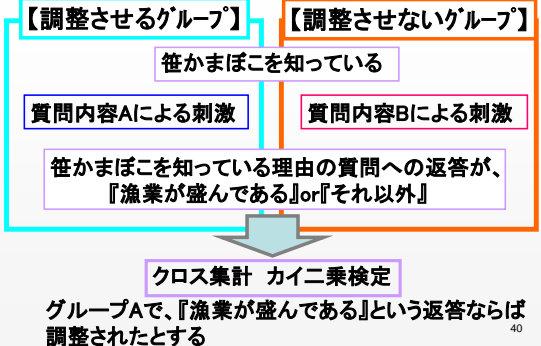 【調整させるグループ】
【調整させないグループ】
笹かまぼこを知っている
質問内容Aによる刺激
質問内容Bによる刺激
笹かまぼこを知っている理由の質問への返答が、
『漁業が盛んである』or『それ以外』
クロス集計 カイ二乗検定
グループAで、『漁業が盛んである』という返答ならば
調整されたとする
40